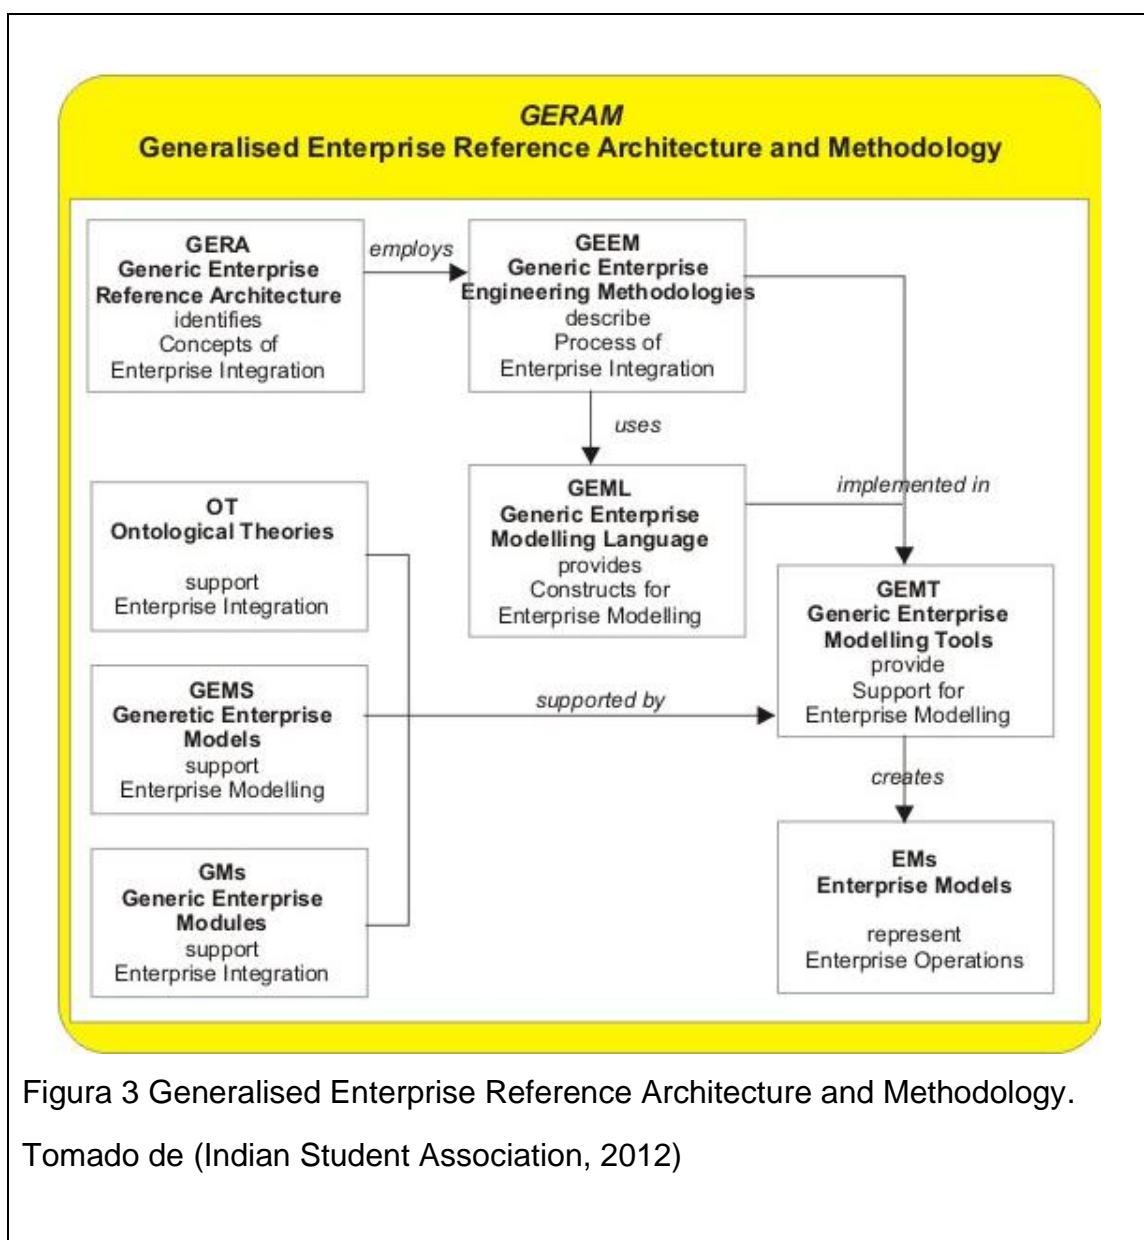 GERAM
Generalised Enterprise Reference Architecture and Methodology
GERA
Generic Enterprise
Reference Architecture
identifies
Concepts of
Enterprise Integration
employs
GEEM
Generic Enterprise
Engineering Methodologies
describe
Process of
Enterprise Integration
uses
OT
Ontological Theories
support
Enterprise Integration
GEML
Generic Enterprise
Modelling Language
provides
Constructs for
Enterprise Modelling
implemented in
GEMT
Generic Enterprise
Modelling Tools
provide
Support for
Enterprise Modelling
GEMS
Generetic Enterprise
Models
support
Enterprise Modelling
supported by
creates
GMs
Generic Enterprise
Modules
support
Enterprise Integration
EMs
Enterprise Models
represent
Enterprise Operations
Figura 3 Generalised Enterprise Reference Architecture and Methodology.
Tomado de (Indian Student Association, 2012)